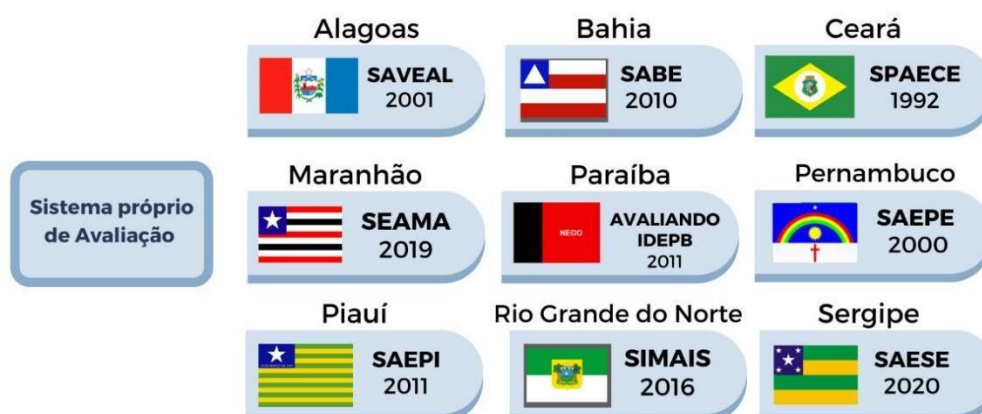 Alagoas
SAVEAL
2001
Bahia
SABE
2010
Ceará
SPAECE
1992
Sistema próprio
de Avaliação
Maranhão
SEAMA
2019
Paraíba
NEGO
AVALIANDO
IDEPB
2011
Pernambuco
SAEPE
2000
Piauí
SAEPI
2011
Rio Grande do Norte
SIMAIS
2016
Sergipe
SAESE
2020